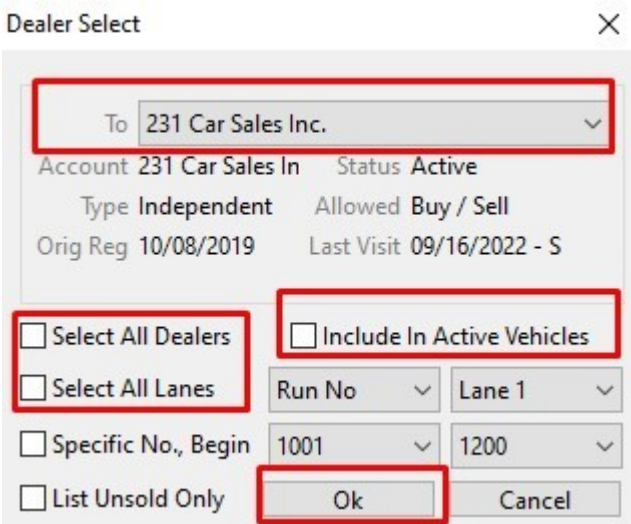 Dealer Select
To 231 Car Sales Inc.
Account 231 Car Sales In Status Active
Type Independent Allowed Buy / Sell
Orig Reg 10/08/2019 Last Visit 09/16/2022 - S
Select All Dealers Include In Active Vehicles
Select All Lanes Run No Lane 1
Specific No., Begin 1001 1200
List Unsold Only Ok Cancel